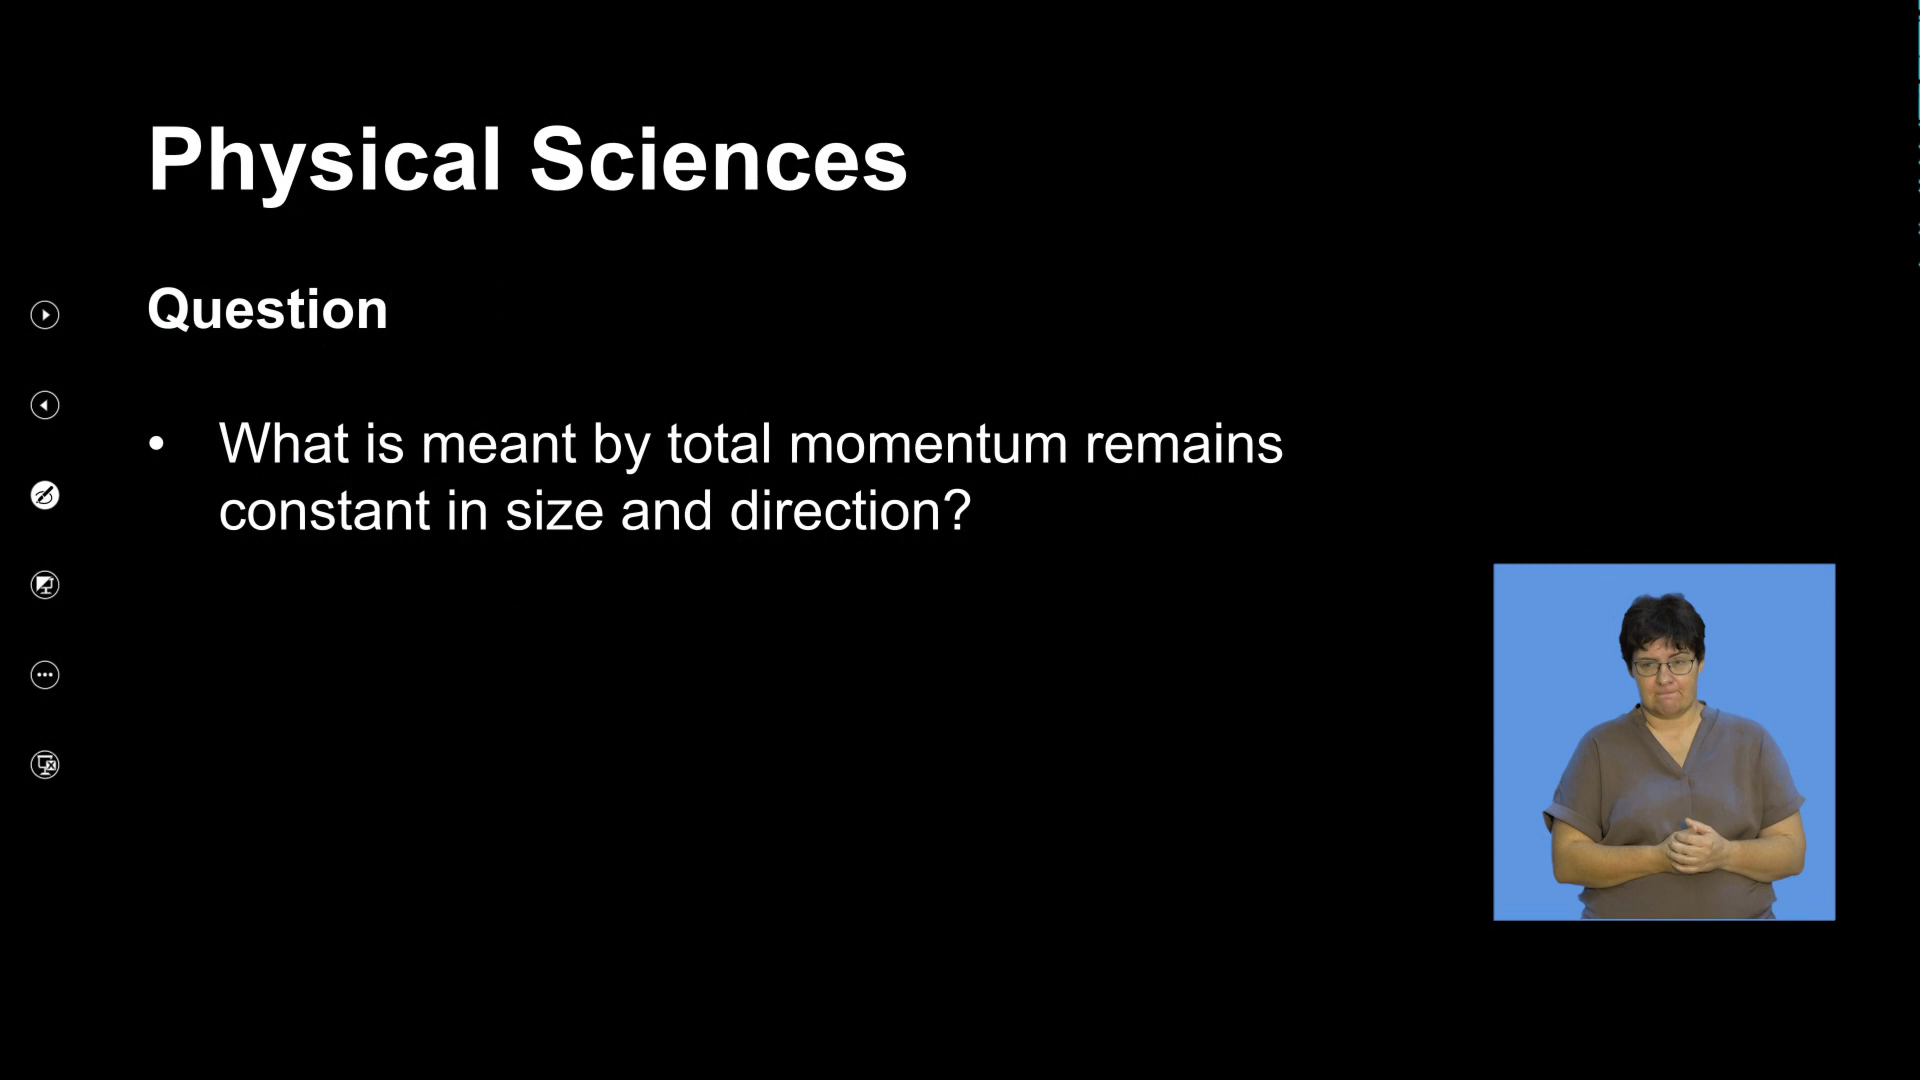 Physical Sciences
Question
• What is meant by total momentum remains
constant in size and direction?